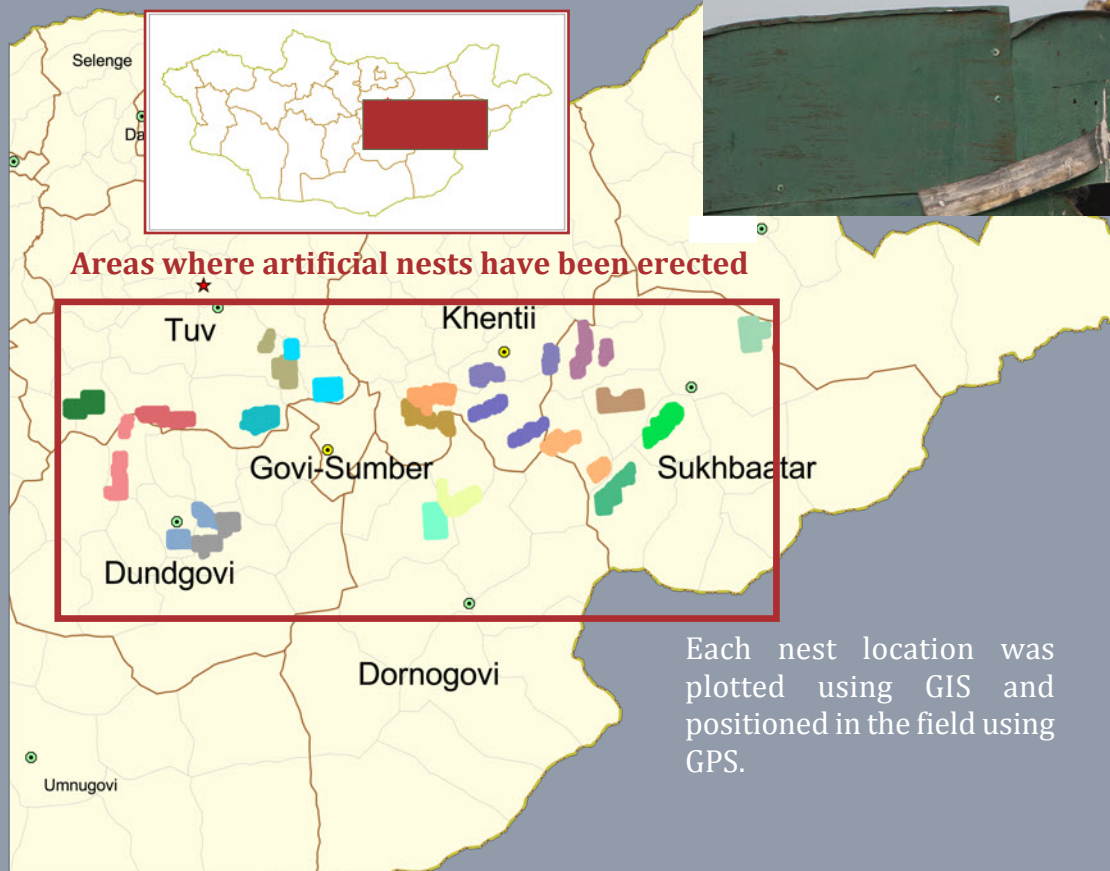 Selenge
Da
Areas where artificial nests have been erected
Tuv
Khentii
Govi-Sumber
Sukhbaatar
Dundgovi
Dornogovi
Umnugovi
Each nest location was
plotted using GIS and
positioned in the field using
GPS.